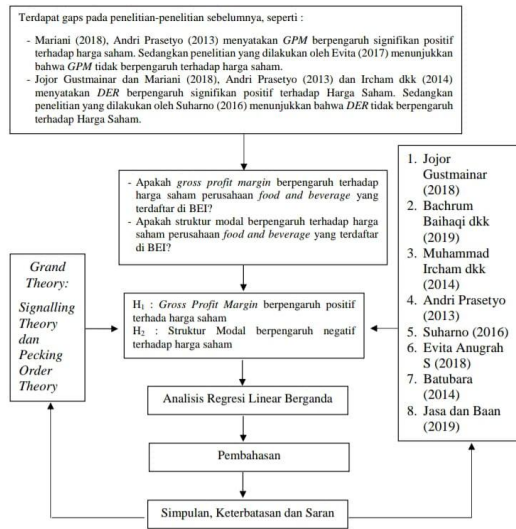 Terdapat gaps pada penelitian-penelitian sebelumnya, seperti :
- Mariani (2018), Andri Prasetyo (2013) menyatakan GPM berpengaruh signifikan positif
terhadap harga saham. Sedangkan penelitian yang dilakukan oleh Evita (2017) menunjukkan
bahwa GPM tidak berpengaruh terhadap harga saham.
- Jojor Gustmainar dan Mariani (2018), Andri Prasetyo (2013) dan Ircham dkk (2014)
menyatakan DER berpengaruh signifikan positif terhadap Harga Saham. Sedangkan
penelitian yang dilakukan oleh Suharno (2016) menunjukkan bahwa DER tidak berpengaruh
terhadap Harga Saham.
- Apakah gross profit margin berpengaruh terhadap
harga saham perusahaan food and beverage yang
terdaftar di BEI?
- Apakah struktur modal berpengaruh terhadap harga
saham perusahaan food and beverage yang terdaftar
di BEI?
Grand
Theory:
Signalling
Theory
dan
Pecking
Order
Theory
H1 : Gross Profit Margin berpengaruh positif
terhada harga saham
H2 : Struktur Modal berpengaruh negatif
terhadap harga saham
1. Jojor
Gustmainar
(2018)
2. Bachrum
Baihaqi dkk
(2019)
3. Muhammad
Ircham dkk
(2014)
4. Andri Prasetyo
(2013)
5. Suharno (2016)
6. Evita Anugrah
S (2018)
7. Batubara
(2014)
8. Jasa dan Baan
(2019)
Analisis Regresi Linear Berganda
Pembahasan
Simpulan, Keterbatasan dan Saran